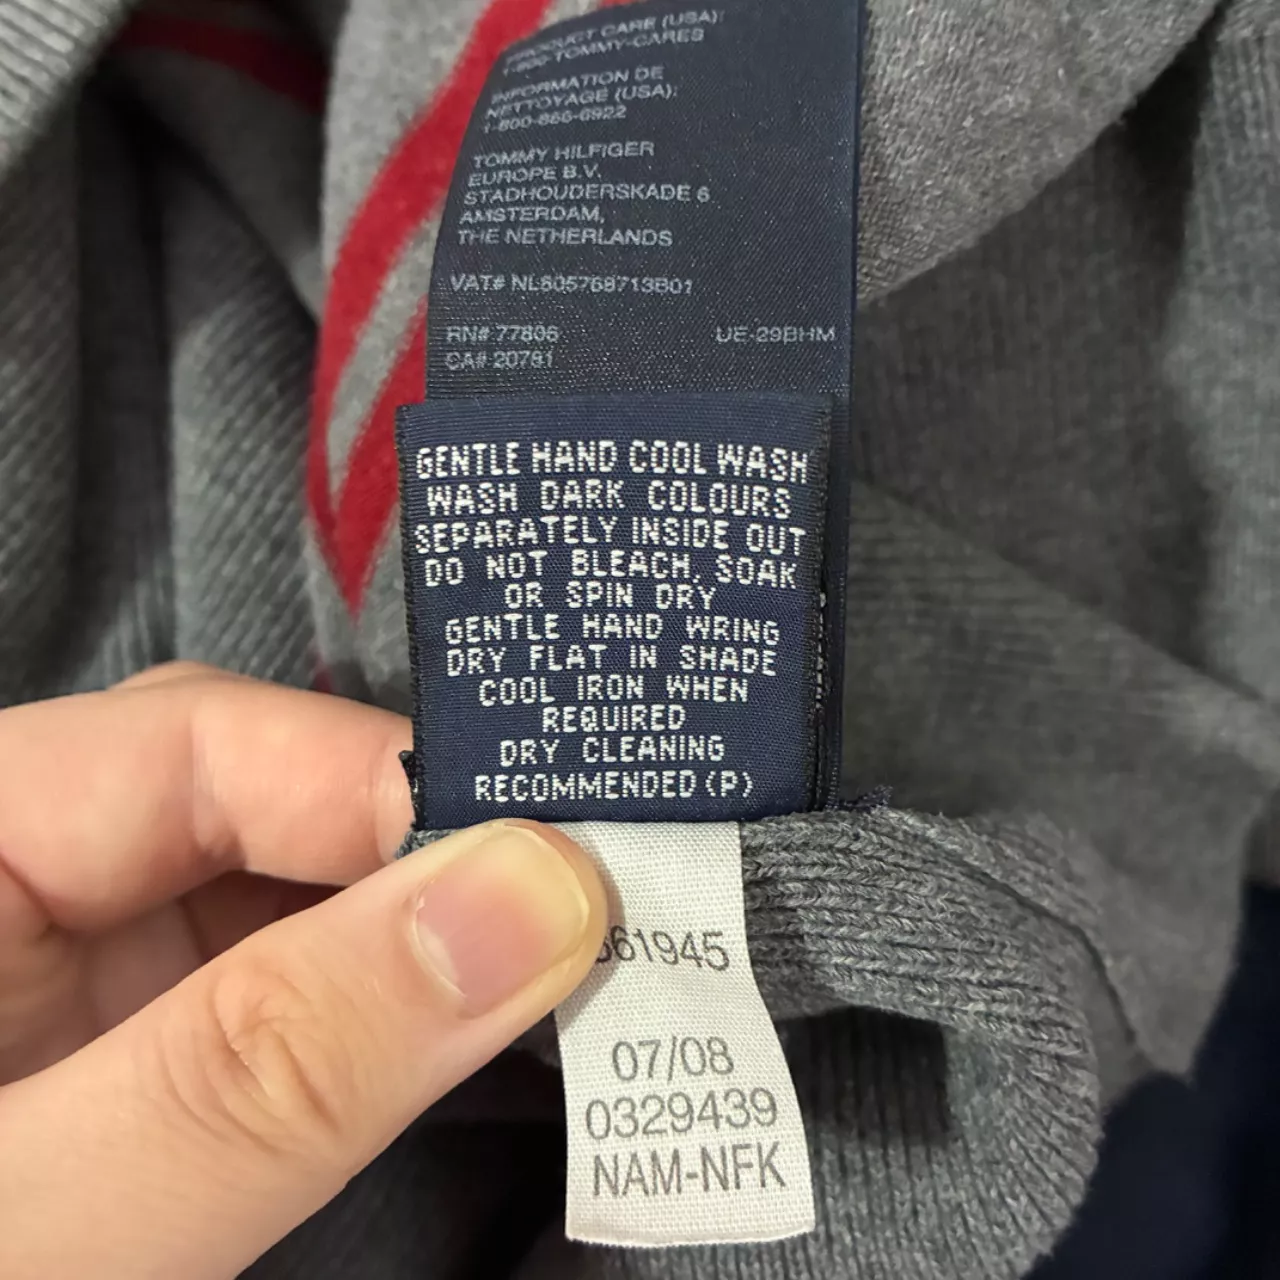 PRODUCT CARE (USA):
1-800-TOMMY-CARES
INFORMATION DE
NETTOYAGE (USA):
1-800-866-6922
TOMMY HILFIGER
EUROPE B.V.
STADHOUDERSKADE 6
AMSTERDAM,
THE NETHERLANDS
VAT# NL805768713B01
RN# 77806
UE-29BHM
CA# 20781
GENTLE HAND COOL WASH
WASH DARK COLOURS
SEPARATELY INSIDE OUT
DO NOT BLEACH, SOAK
OR SPIN DRY
GENTLE HAND WRING
DRY FLAT IN SHADE
COOL IRON WHEN
REQUIRED
DRY CLEANING
RECOMMENDED (P)
661945
07/08
0329439
NAM-NFK